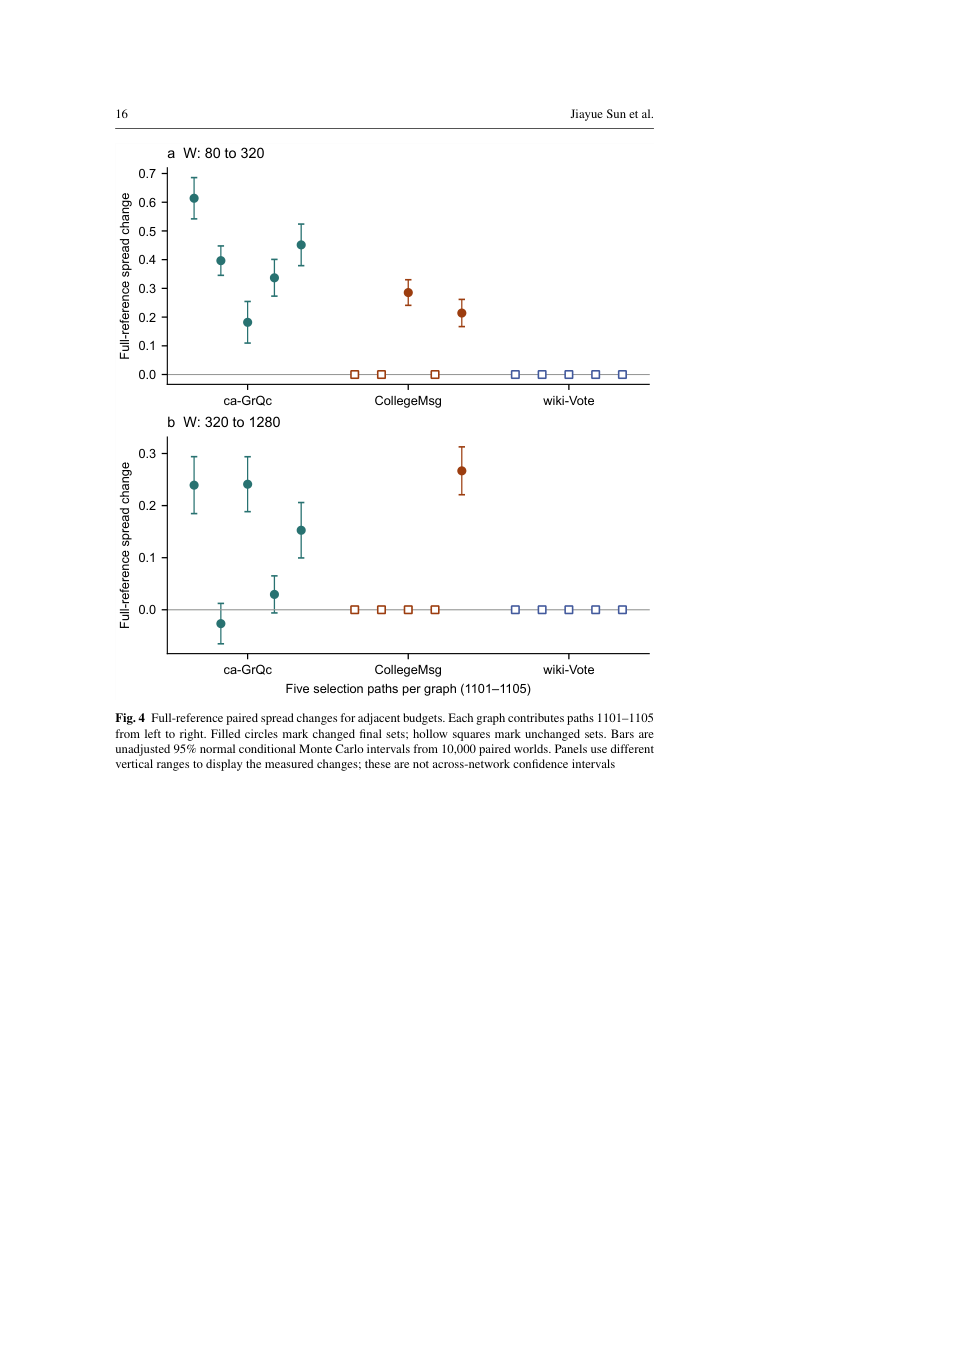 16
Jiayue Sun et al.
a W: 80 to 320
0.7
0.6
0.5
0.4
0.3
0.2
0.1
0.0
Full-reference spread change
ca-GrQc
CollegeMsg
wiki-Vote
b W: 320 to 1280
0.3
0.2
0.1
0.0
Full-reference spread change
ca-GrQc
CollegeMsg
wiki-Vote
Five selection paths per graph (1101–1105)
Fig. 4 Full-reference paired spread changes for adjacent budgets. Each graph contributes paths 1101–1105
from left to right. Filled circles mark changed final sets; hollow squares mark unchanged sets. Bars are
unadjusted 95% normal conditional Monte Carlo intervals from 10,000 paired worlds. Panels use different
vertical ranges to display the measured changes; these are not across-network confidence intervals